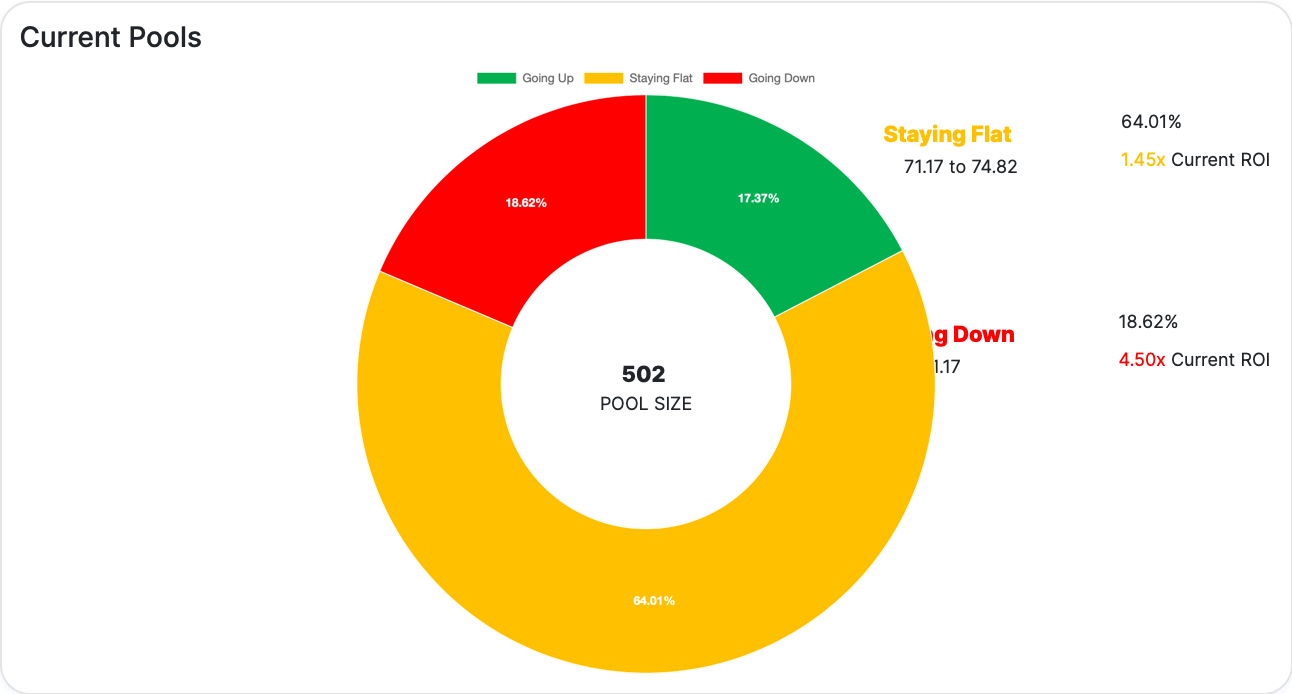 Current Pools
Going Up Staying Flat Going Down
Staying Flat
71.17 to 74.82
64.01%
1.45x Current ROI
18.62%
17.37%
Down
18.62%
4.50x Current ROI
502
POOL SIZE
64.01%